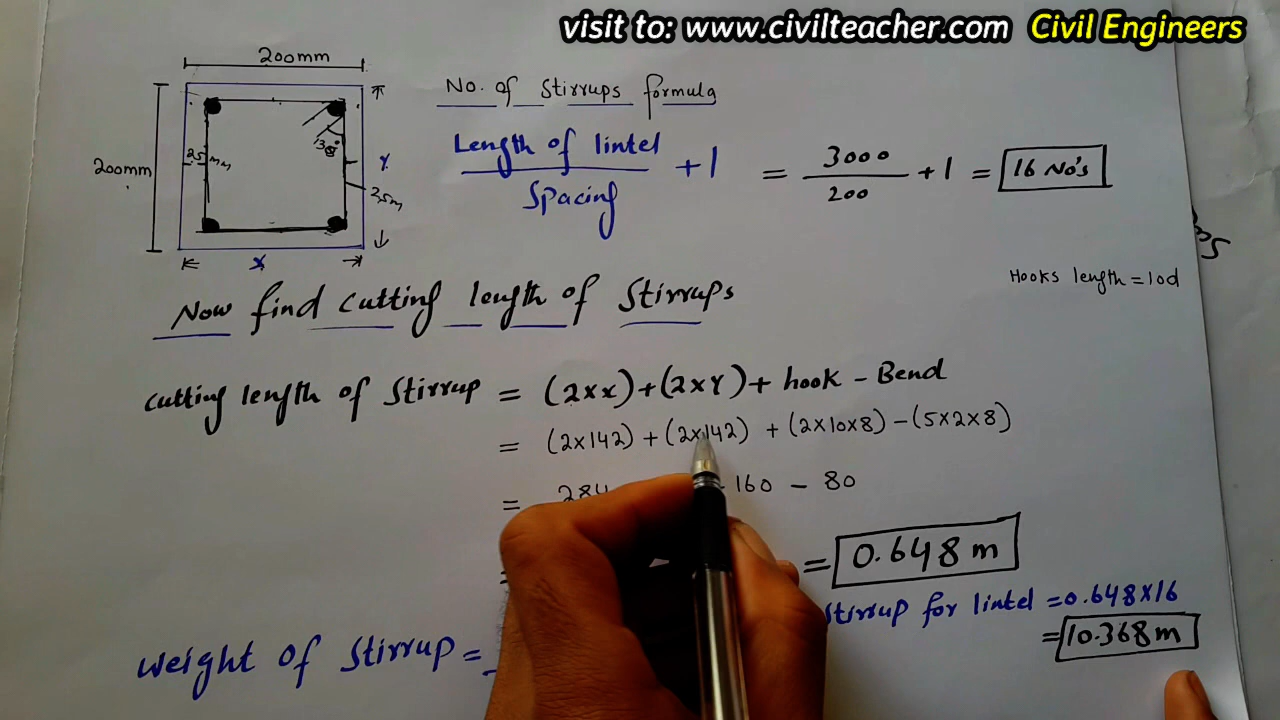 visit to: www.civilteacher.com Civil Engineers
200mm
No. of Stirrups formula
Length of lintel / Spacing + 1 = 3000 / 200 + 1 = 16 No's
200mm
25 mm
Y
X
Hooks length = 10d
Now find cutting length of Stirrups
Cutting length of Stirrup = (2xX)+(2xY)+ hook - Bend
= (2x142) + (2x142) + (2x10x8) - (5x2x8)
= 284 160 - 80
= 0.648 m
Stirrup for lintel = 0.648x16
= 10.368m
Weight of Stirrup =